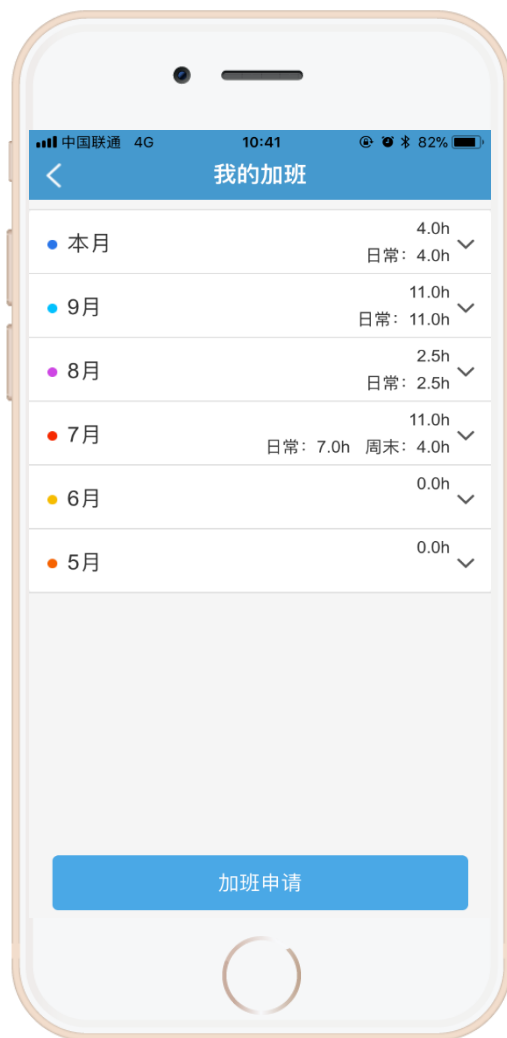 中国联通 4G 10:41 82%
我的加班
本月 4.0h
日常：4.0h
9月 11.0h
日常：11.0h
8月 2.5h
日常：2.5h
7月 11.0h
日常：7.0h 周末：4.0h
6月 0.0h
5月 0.0h
加班申请